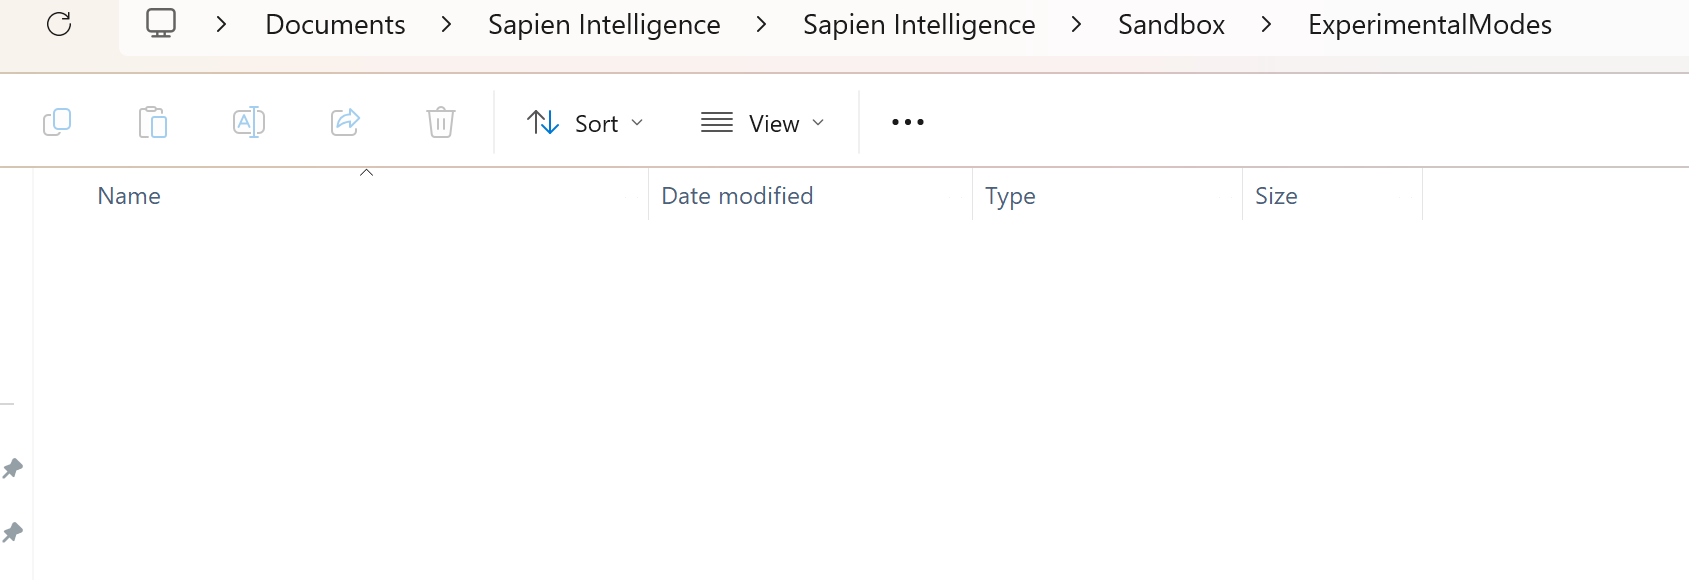 Documents > Sapien Intelligence > Sapien Intelligence > Sandbox > ExperimentalModes
Sort View
Name Date modified Type Size